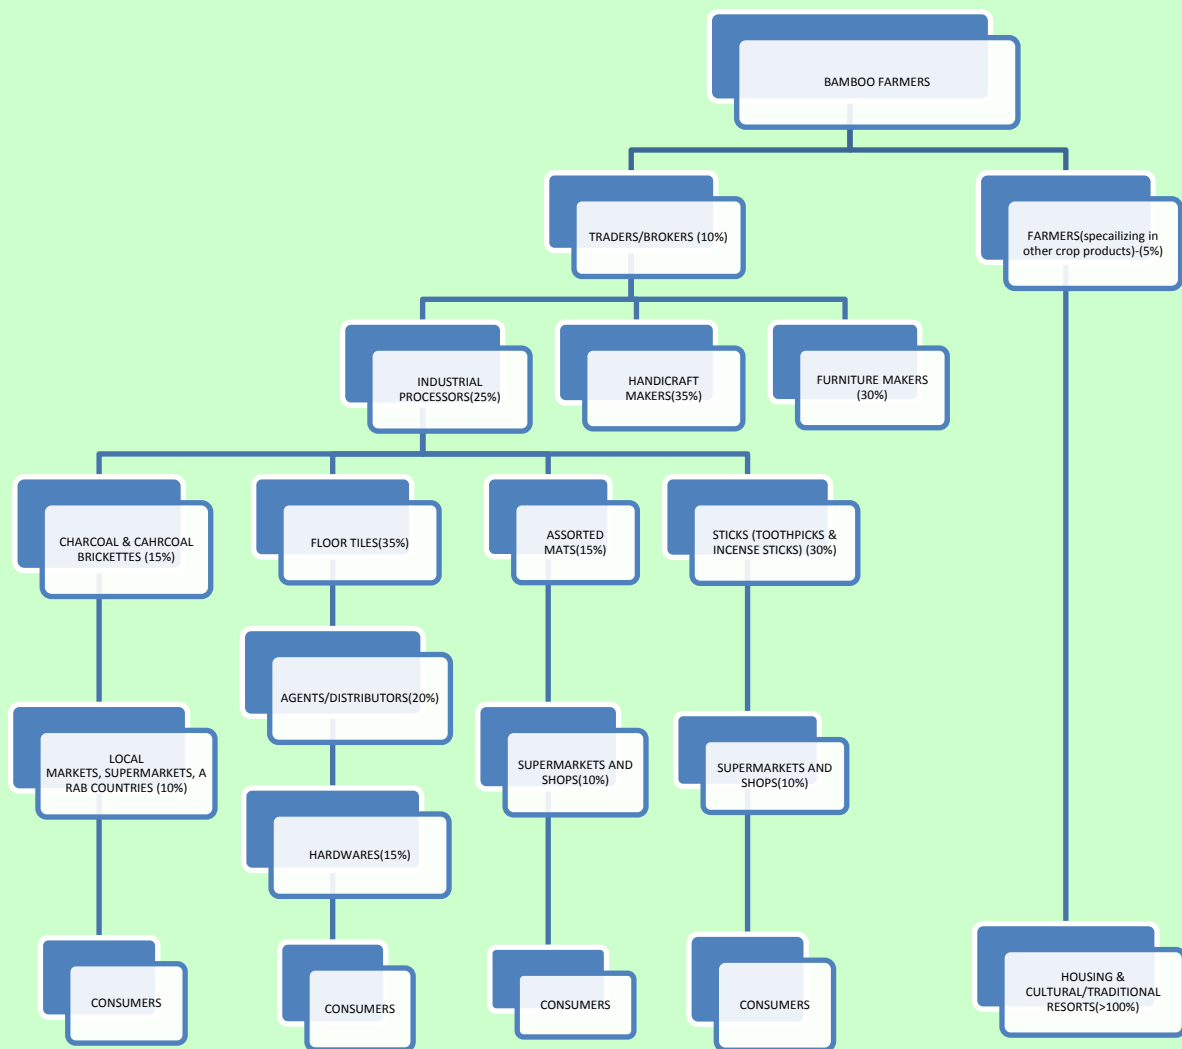 BAMBOO FARMERS
TRADERS/BROKERS (10%)
FARMERS(specailizing in
other crop products)-(5%)
INDUSTRIAL
PROCESSORS(25%)
HANDICRAFT
MAKERS(35%)
FURNITURE MAKERS
(30%)
CHARCOAL & CAHRCOAL
BRICKETTES (15%)
FLOOR TILES(35%)
ASSORTED
MATS(15%)
STICKS (TOOTHPICKS &
INCENSE STICKS) (30%)
AGENTS/DISTRIBUTORS(20%)
LOCAL
MARKETS, SUPERMARKETS, A
RAB COUNTRIES (10%)
SUPERMARKETS AND
SHOPS(10%)
SUPERMARKETS AND
SHOPS(10%)
HARDWARES(15%)
CONSUMERS
CONSUMERS
CONSUMERS
CONSUMERS
HOUSING &
CULTURAL/TRADITIONAL
RESORTS(>100%)